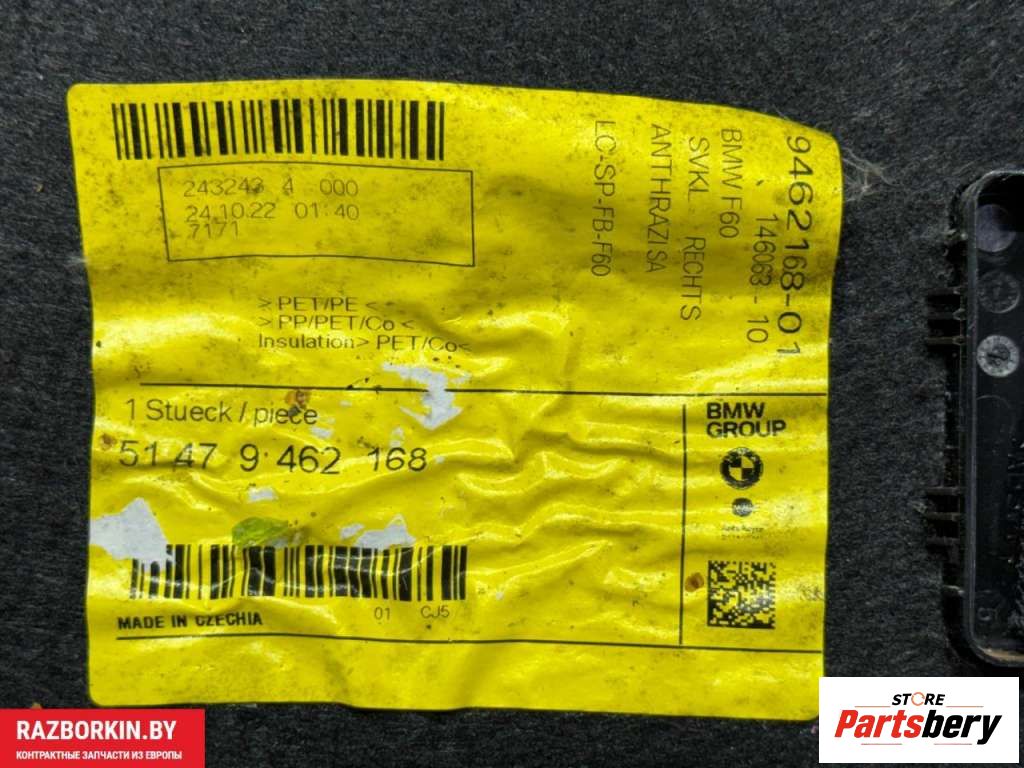 243243 4 000
24.10.22 01:40
7171
> PET/PE <
> PP/PET/Co <
Insulation> PET/Co<
9462168-01
146063 - 10
BMW F60
SVKL. RECHTS
ANTHRAZI SA
LC-SP-FB-F60
1 Stueck / piece
51 47 9 462 168
01 CJ5
MADE IN CZECHIA
BMW
GROUP
RAZBORKIN.BY
КОНТРАКТНЫЕ ЗАПЧАСТИ ИЗ ЕВРОПЫ
STORE
Partsbery